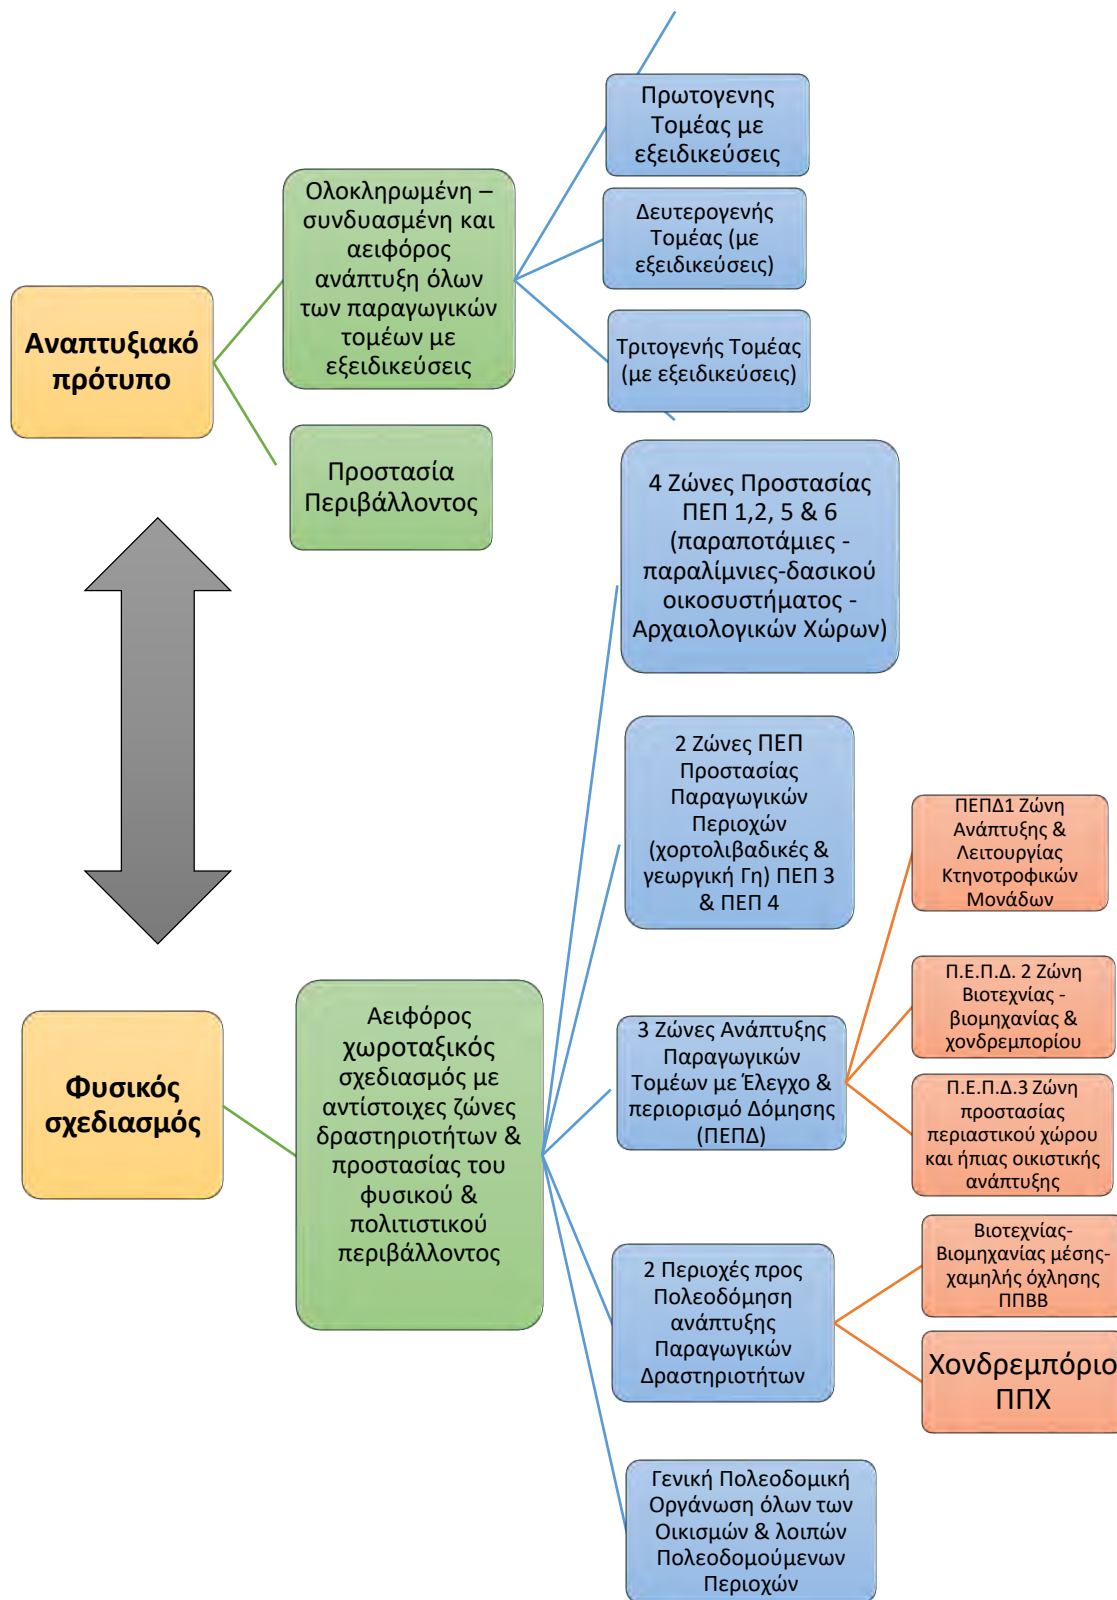 Αναπτυξιακό
πρότυπο
Ολοκληρωμένη –
συνδυασμένη και
αειφόρος
ανάπτυξη όλων
των παραγωγικών
τομέων με
εξειδικεύσεις
Προστασία
Περιβάλλοντος
Πρωτογενης
Τομέας με
εξειδικεύσεις
Δευτερογενής
Τομέας (με
εξειδικεύσεις)
Τριτογενής Τομέας
(με εξειδικεύσεις)
Φυσικός
σχεδιασμός
Αειφόρος
χωροταξικός
σχεδιασμός με
αντίστοιχες ζώνες
δραστηριοτήτων &
προστασίας του
φυσικού &
πολιτιστικού
περιβάλλοντος
4 Ζώνες Προστασίας
ΠΕΠ 1,2, 5 & 6
(παραποτάμιες -
παραλίμνιες-δασικού
οικοσυστήματος -
Αρχαιολογικών Χώρων)
2 Ζώνες ΠΕΠ
Προστασίας
Παραγωγικών
Περιοχών
(χορτολιβαδικές &
γεωργική Γη) ΠΕΠ 3
& ΠΕΠ 4
3 Ζώνες Ανάπτυξης
Παραγωγικών
Τομέων με Έλεγχο &
περιορισμό Δόμησης
(ΠΕΠΔ)
ΠΕΠΔ1 Ζώνη
Ανάπτυξης &
Λειτουργίας
Κτηνοτροφικών
Μονάδων
Π.Ε.Π.Δ. 2 Ζώνη
Βιοτεχνίας -
βιομηχανίας &
χονδρεμπορίου
Π.Ε.Π.Δ.3 Ζώνη
προστασίας
περιαστικού χώρου
και ήπιας οικιστικής
ανάπτυξης
2 Περιοχές προς
Πολεοδόμηση
ανάπτυξης
Παραγωγικών
Δραστηριοτήτων
Βιοτεχνίας-
Βιομηχανίας μέσης-
χαμηλής όχλησης
ΠΠΒΒ
Χονδρεμπόριο
ΠΠΧ
Γενική Πολεοδομική
Οργάνωση όλων των
Οικισμών & λοιπών
Πολεοδομούμενων
Περιοχών